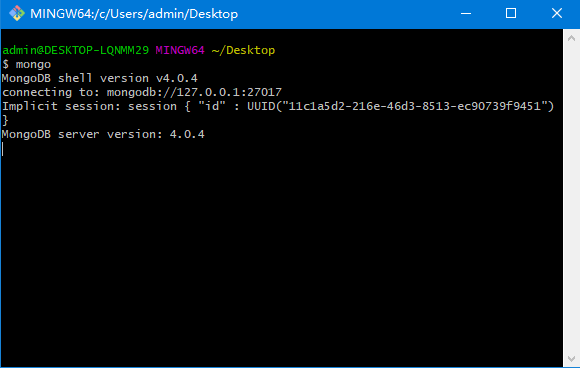 MINGW64:/c/Users/admin/Desktop
admin@DESKTOP-LQNMM29 MINGW64 ~/Desktop
$ mongo
MongoDB shell version v4.0.4
connecting to: mongodb://127.0.0.1:27017
Implicit session: session { "id" : UUID("11c1a5d2-216e-46d3-8513-ec90739f9451")
}
MongoDB server version: 4.0.4